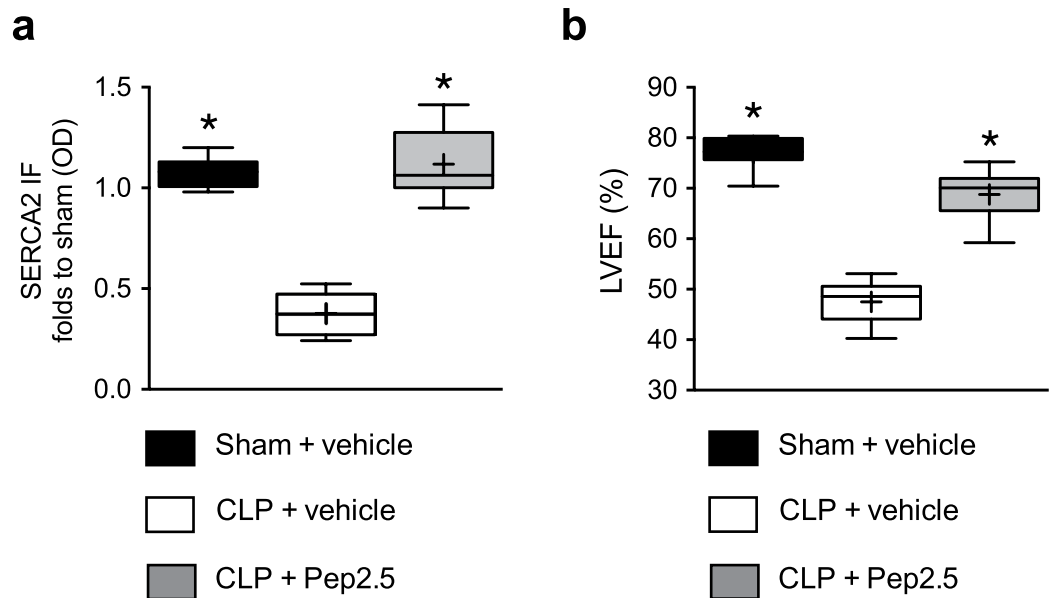 a
SERCA2 IF
folds to sham (OD)
1.5
1.0
0.5
0.0
*
*
Sham + vehicle
CLP + vehicle
CLP + Pep2.5
b
LVEF (%)
90
80
70
60
50
40
30
*
*
Sham + vehicle
CLP + vehicle
CLP + Pep2.5